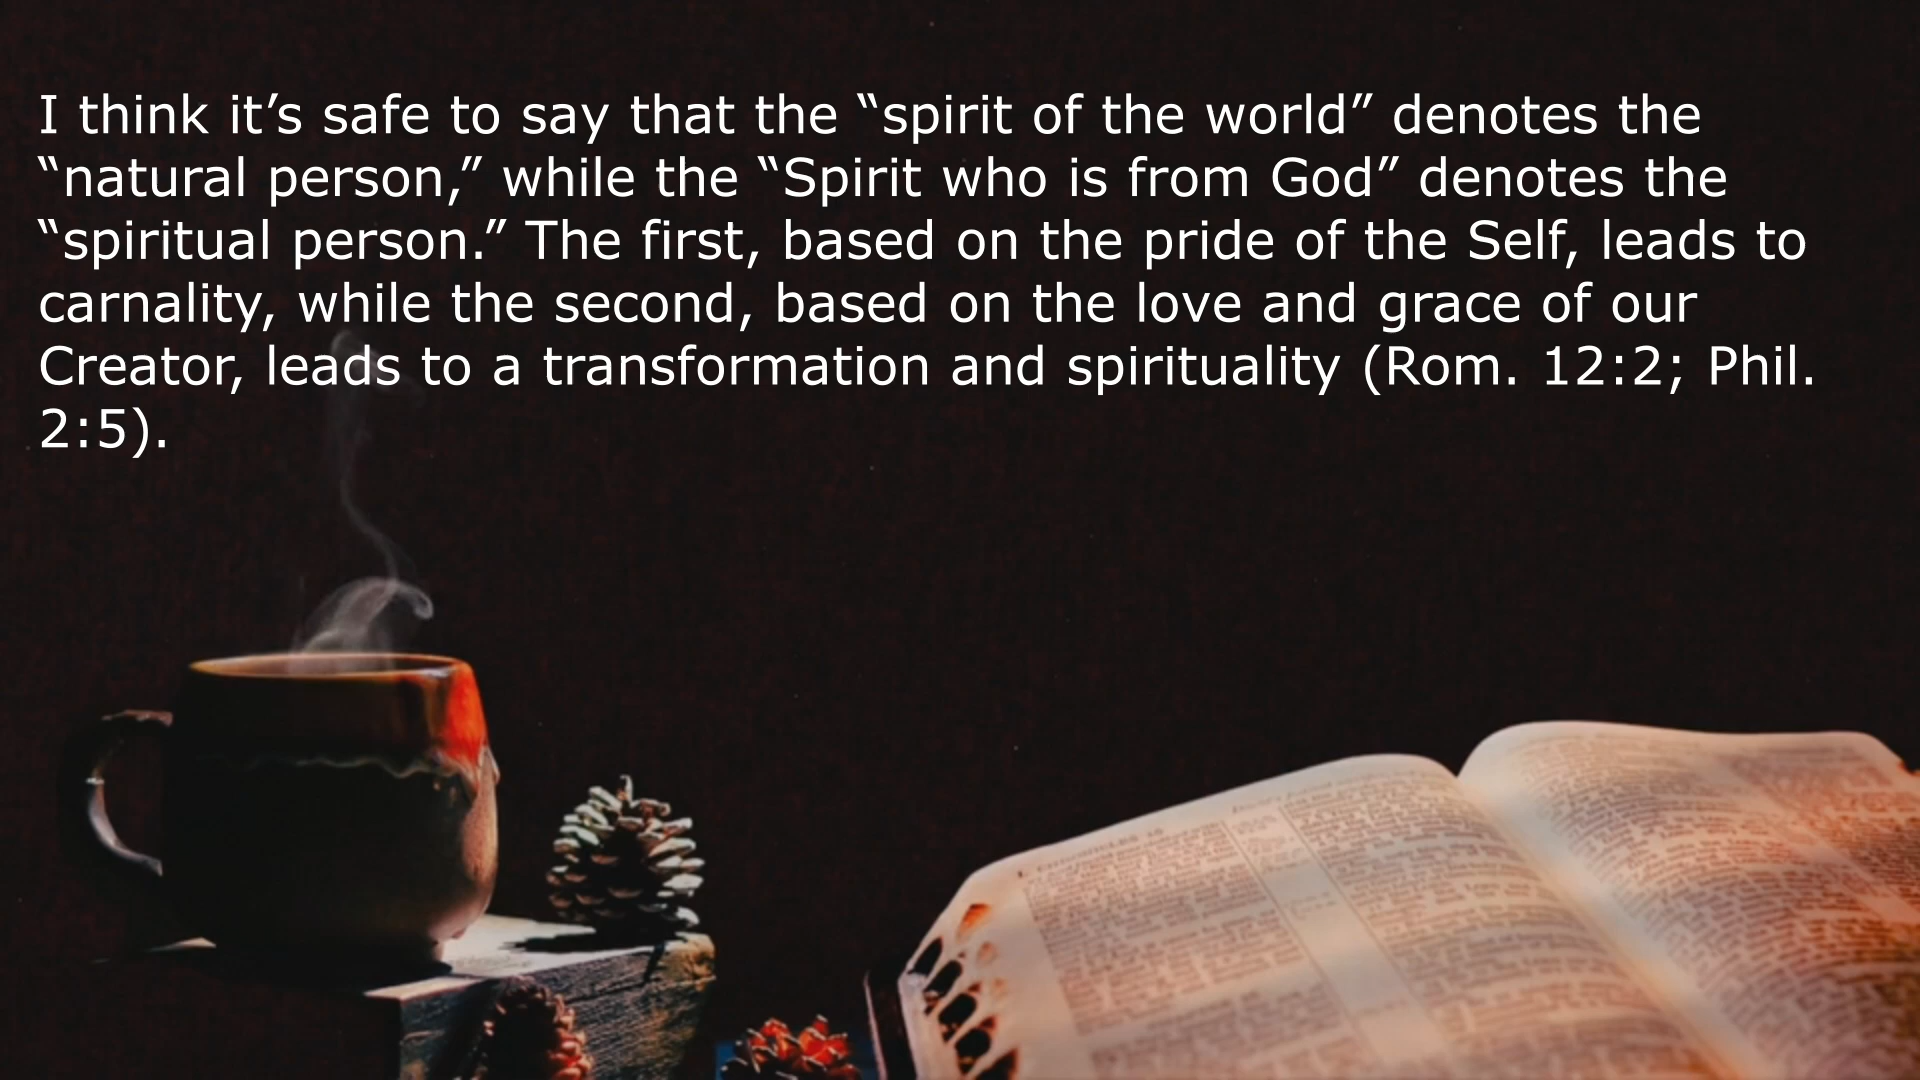 I think it’s safe to say that the “spirit of the world” denotes the
“natural person,” while the “Spirit who is from God” denotes the
“spiritual person.” The first, based on the pride of the Self, leads to
carnality, while the second, based on the love and grace of our
Creator, leads to a transformation and spirituality (Rom. 12:2; Phil.
2:5).